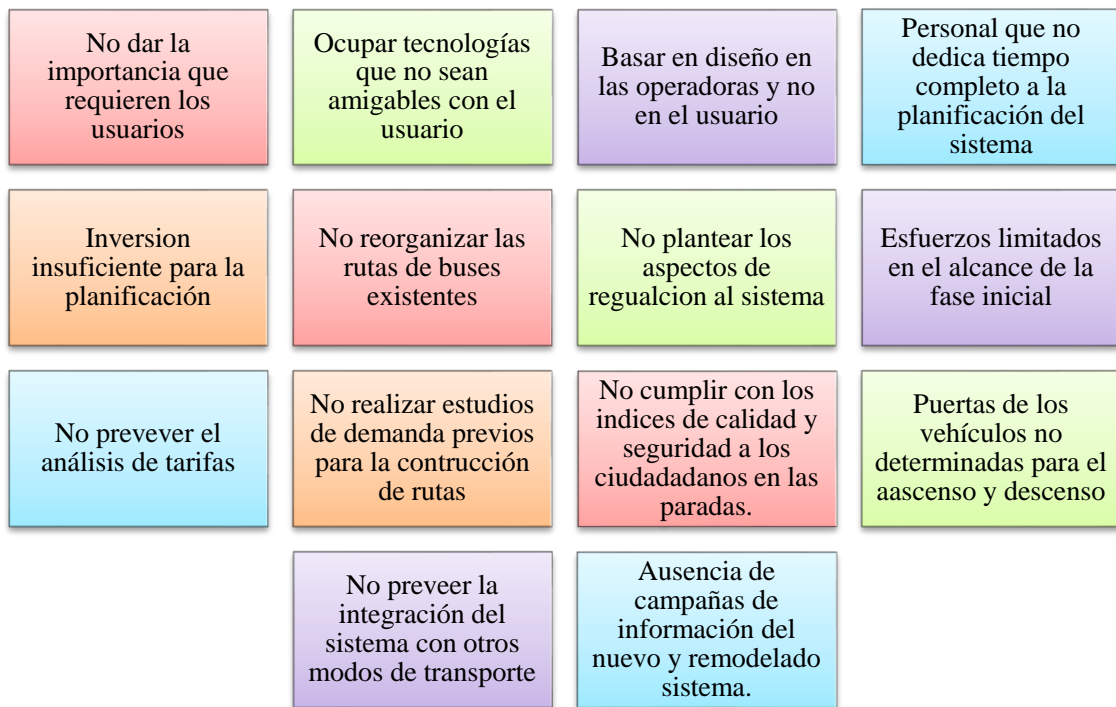 No dar la
importancia que
requieren los
usuarios
Ocupar tecnologías
que no sean
amigables con el
usuario
Basar en diseño en
las operadoras y no
en el usuario
Personal que no
dedica tiempo
completo a la
planificación del
sistema
Inversion
insuficiente para la
planificación
No reorganizar las
rutas de buses
existentes
No plantear los
aspectos de
regualcion al sistema
Esfuerzos limitados
en el alcance de la
fase inicial
No prevever el
análisis de tarifas
No realizar estudios
de demanda previos
para la contrucción
de rutas
No cumplir con los
indices de calidad y
seguridad a los
ciudadadanos en las
paradas.
Puertas de los
vehículos no
determinadas para el
aascenso y descenso
No preveer la
integración del
sistema con otros
modos de transporte
Ausencia de
campañas de
información del
nuevo y remodelado
sistema.